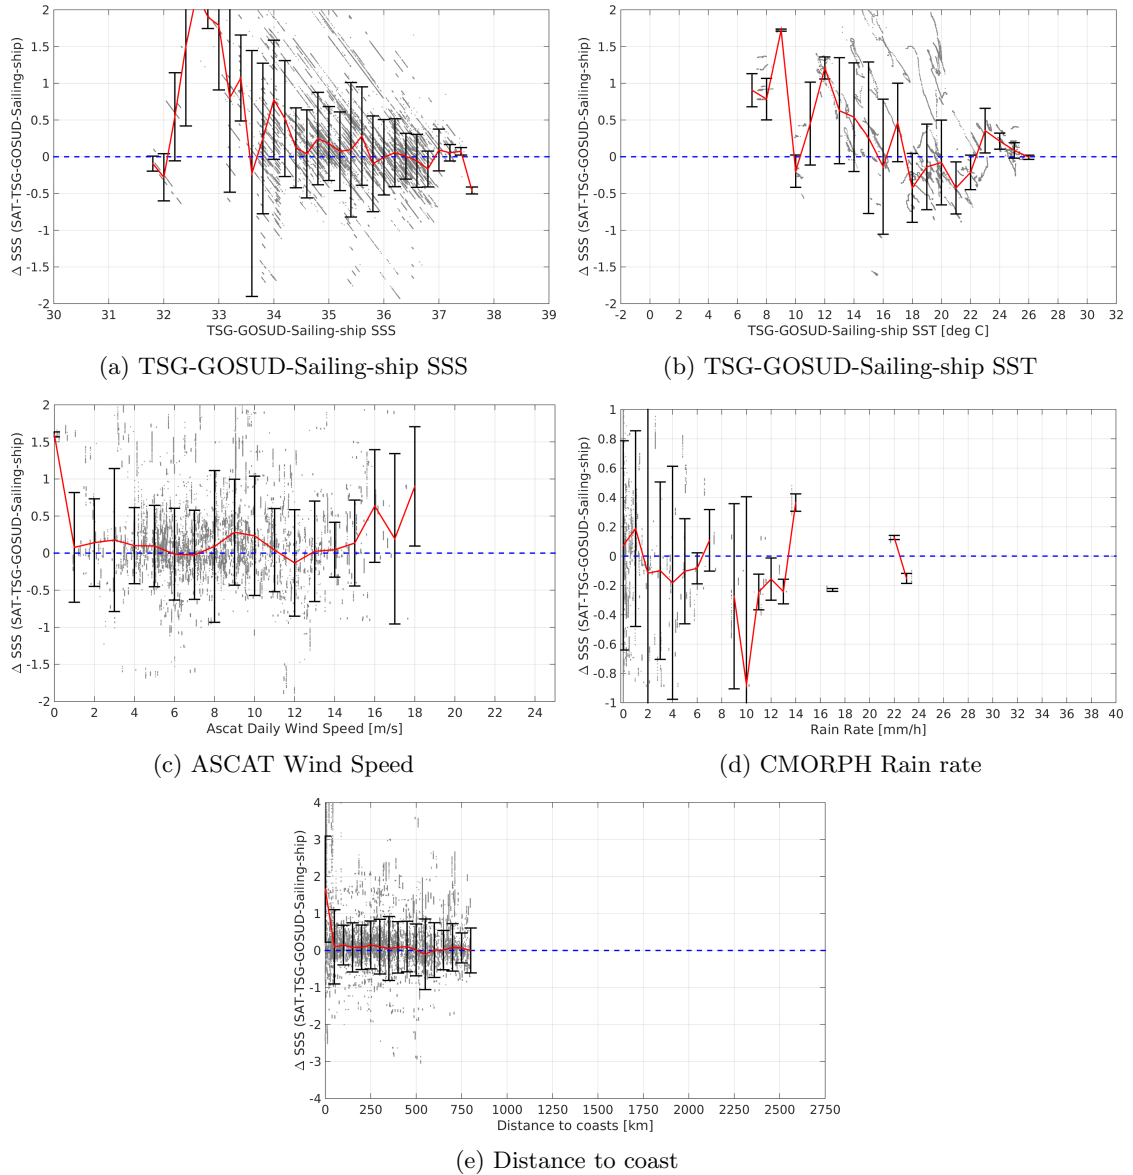 Δ SSS (SAT-TSG-GOSUD-Sailing-ship)
2
1.5
1
0.5
0
-0.5
-1
-1.5
-2
30 31 32 33 34 35 36 37 38 39
TSG-GOSUD-Sailing-ship SSS
(a) TSG-GOSUD-Sailing-ship SSS
Δ SSS (SAT-TSG-GOSUD-Sailing-ship)
2
1.5
1
0.5
0
-0.5
-1
-1.5
-2
-2 0 2 4 6 8 10 12 14 16 18 20 22 24 26 28 30 32
TSG-GOSUD-Sailing-ship SST [deg C]
(b) TSG-GOSUD-Sailing-ship SST
Δ SSS (SAT-TSG-GOSUD-Sailing-ship)
2
1.5
1
0.5
0
-0.5
-1
-1.5
-2
0 2 4 6 8 10 12 14 16 18 20 22 24
Ascat Daily Wind Speed [m/s]
(c) ASCAT Wind Speed
Δ SSS (SAT-TSG-GOSUD-Sailing-ship)
1
0.8
0.6
0.4
0.2
0
-0.2
-0.4
-0.6
-0.8
-1
0 2 4 6 8 10 12 14 16 18 20 22 24 26 28 30 32 34 36 38 40
Rain Rate [mm/h]
(d) CMORPH Rain rate
Δ SSS (SAT-TSG-GOSUD-Sailing-ship)
4
3
2
1
0
-1
-2
-3
-4
0 250 500 750 1000 1250 1500 1750 2000 2250 2500 2750
Distance to coasts [km]
(e) Distance to coast